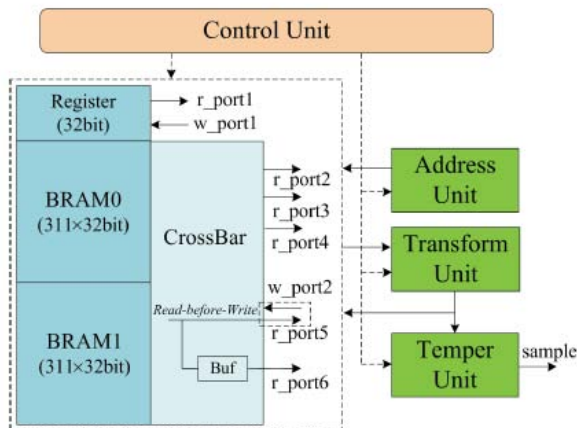 Control Unit
Register
(32bit)
r_port1
w_port1
BRAM0
(311×32bit)
CrossBar
r_port2
r_port3
r_port4
Address
Unit
Transform
Unit
w_port2
Read-before-Write
r_port5
BRAM1
(311×32bit)
Buf
r_port6
Temper
Unit
sample